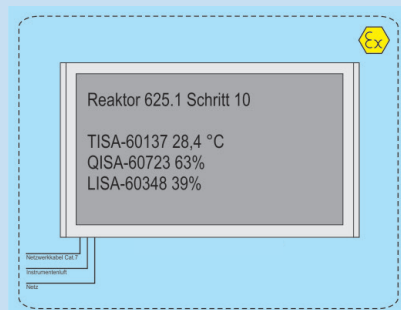 Ex
Reaktor 625.1 Schritt 10
TISA-60137 28,4 °C
QISA-60723 63%
LISA-60348 39%
Netzwerkkabel Cat.7
Instrumentenluft
Netz